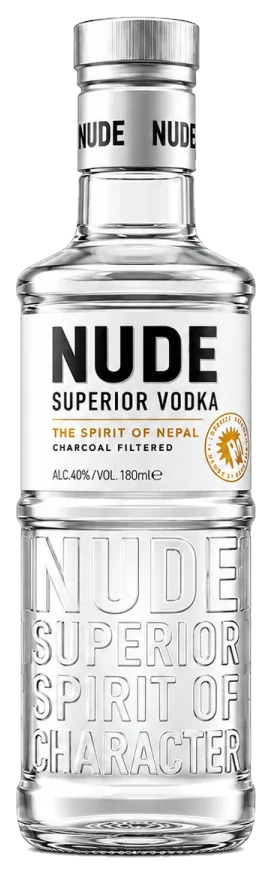 NUDE NUDE
NUDE
SUPERIOR VODKA
THE SPIRIT OF NEPAL
CHARCOAL FILTERED
ALC.40%/VOL. 180ml℮
NUDE
SUPERIOR
SPIRIT OF
CHARACTER